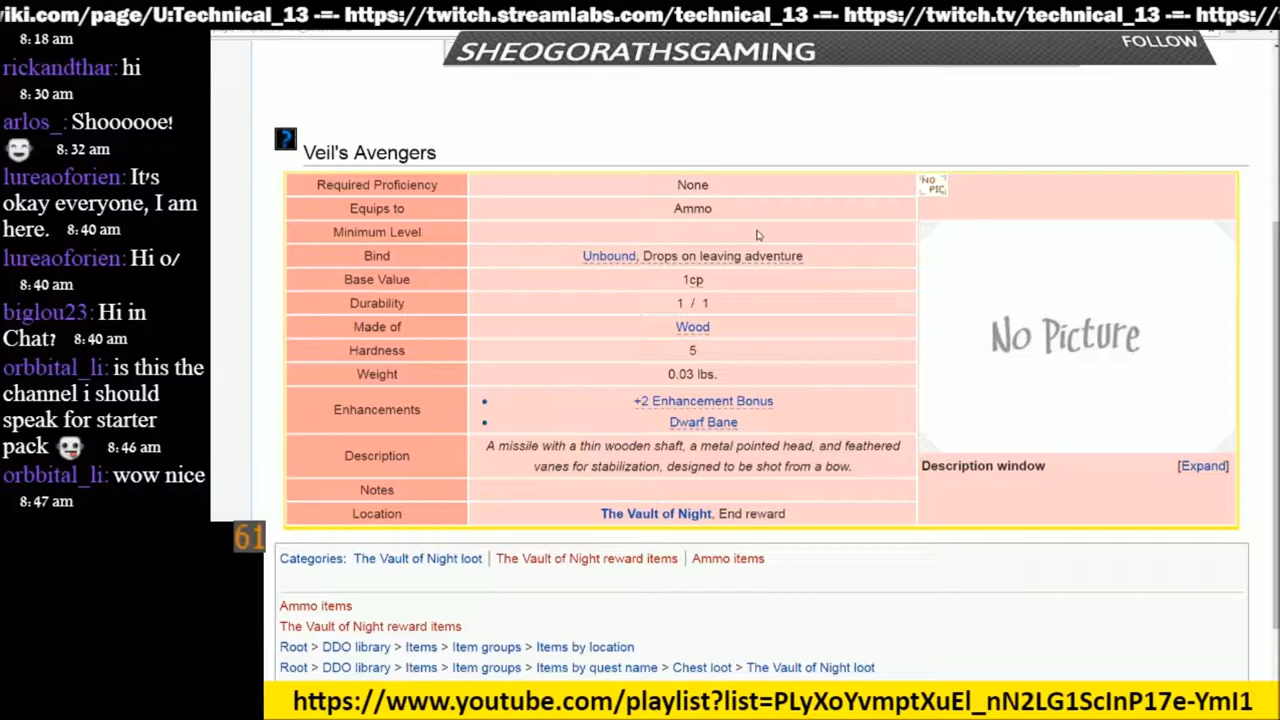 wiki.com/page/U:Technical_13 -=- https://twitch.streamlabs.com/technical_13 -=- https://twitch.tv/technical_13 -=- https://
8:18 am
rickandthar: hi
8:30 am
arlos_: Shoooooe!
8:32 am
lureaoforien: It's
okay everyone, I am
here. 8:40 am
lureaoforien: Hi o/
8:40 am
biglou23: Hi in
Chat? 8:40 am
orbbital_li: is this the
channel i should
speak for starter
pack 8:46 am
orbbital_li: wow nice
8:47 am
61
SHEOGORATHSGAMING
FOLLOW
?
Veil's Avengers
Required Proficiency None
Equips to Ammo
Minimum Level
Bind Unbound, Drops on leaving adventure
Base Value 1cp
Durability 1 / 1
Made of Wood
Hardness 5
Weight 0.03 lbs.
Enhancements
• +2 Enhancement Bonus
• Dwarf Bane
Description
A missile with a thin wooden shaft, a metal pointed head, and feathered
vanes for stabilization, designed to be shot from a bow.
Notes
Location The Vault of Night, End reward
NO
PIC
No Picture
Description window [Expand]
Categories: The Vault of Night loot | The Vault of Night reward items | Ammo items
Ammo items
The Vault of Night reward items
Root > DDO library > Items > Item groups > Items by location
Root > DDO library > Items > Item groups > Items by quest name > Chest loot > The Vault of Night loot
https://www.youtube.com/playlist?list=PLyXoYvmptXuEl_nN2LG1ScInP17e-YmI1